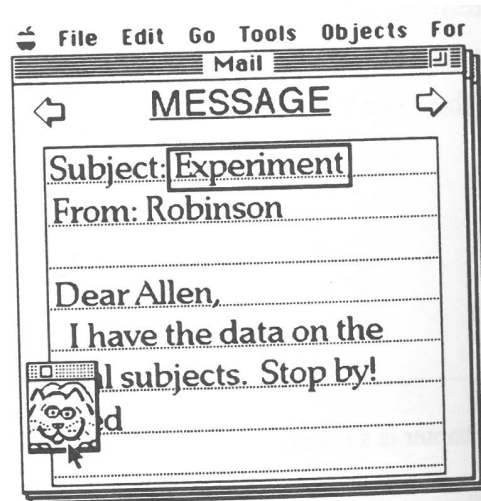 File Edit Go Tools Objects For
Mail
MESSAGE
Subject: Experiment
From: Robinson
Dear Allen,
I have the data on the
l subjects. Stop by!
ed